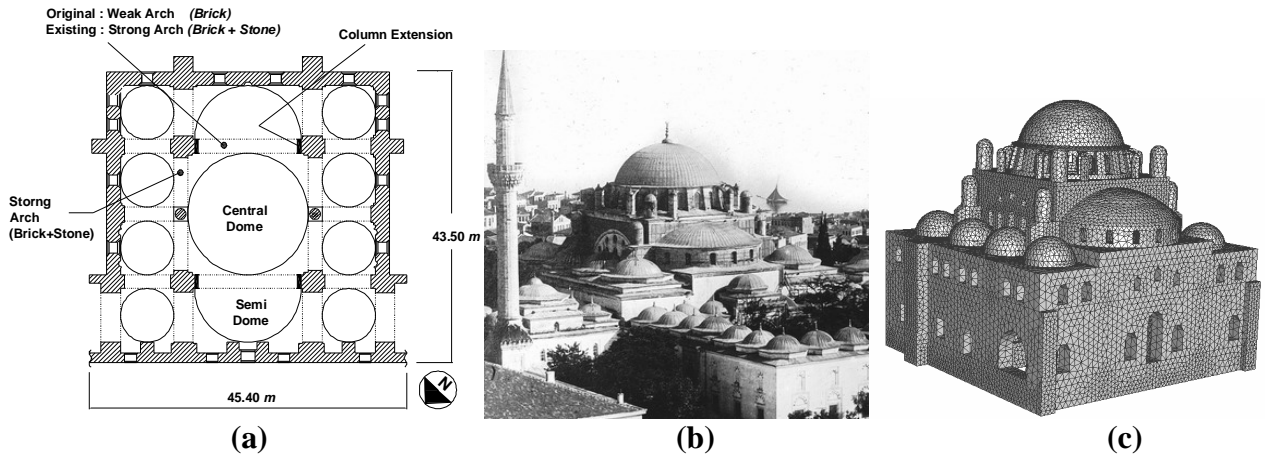 Original : Weak Arch (Brick)
Existing : Strong Arch (Brick + Stone)
Column Extension
Storng
Arch
(Brick+Stone)
Central
Dome
43.50 m
Semi
Dome
45.40 m
N
(a)
(b)
(c)